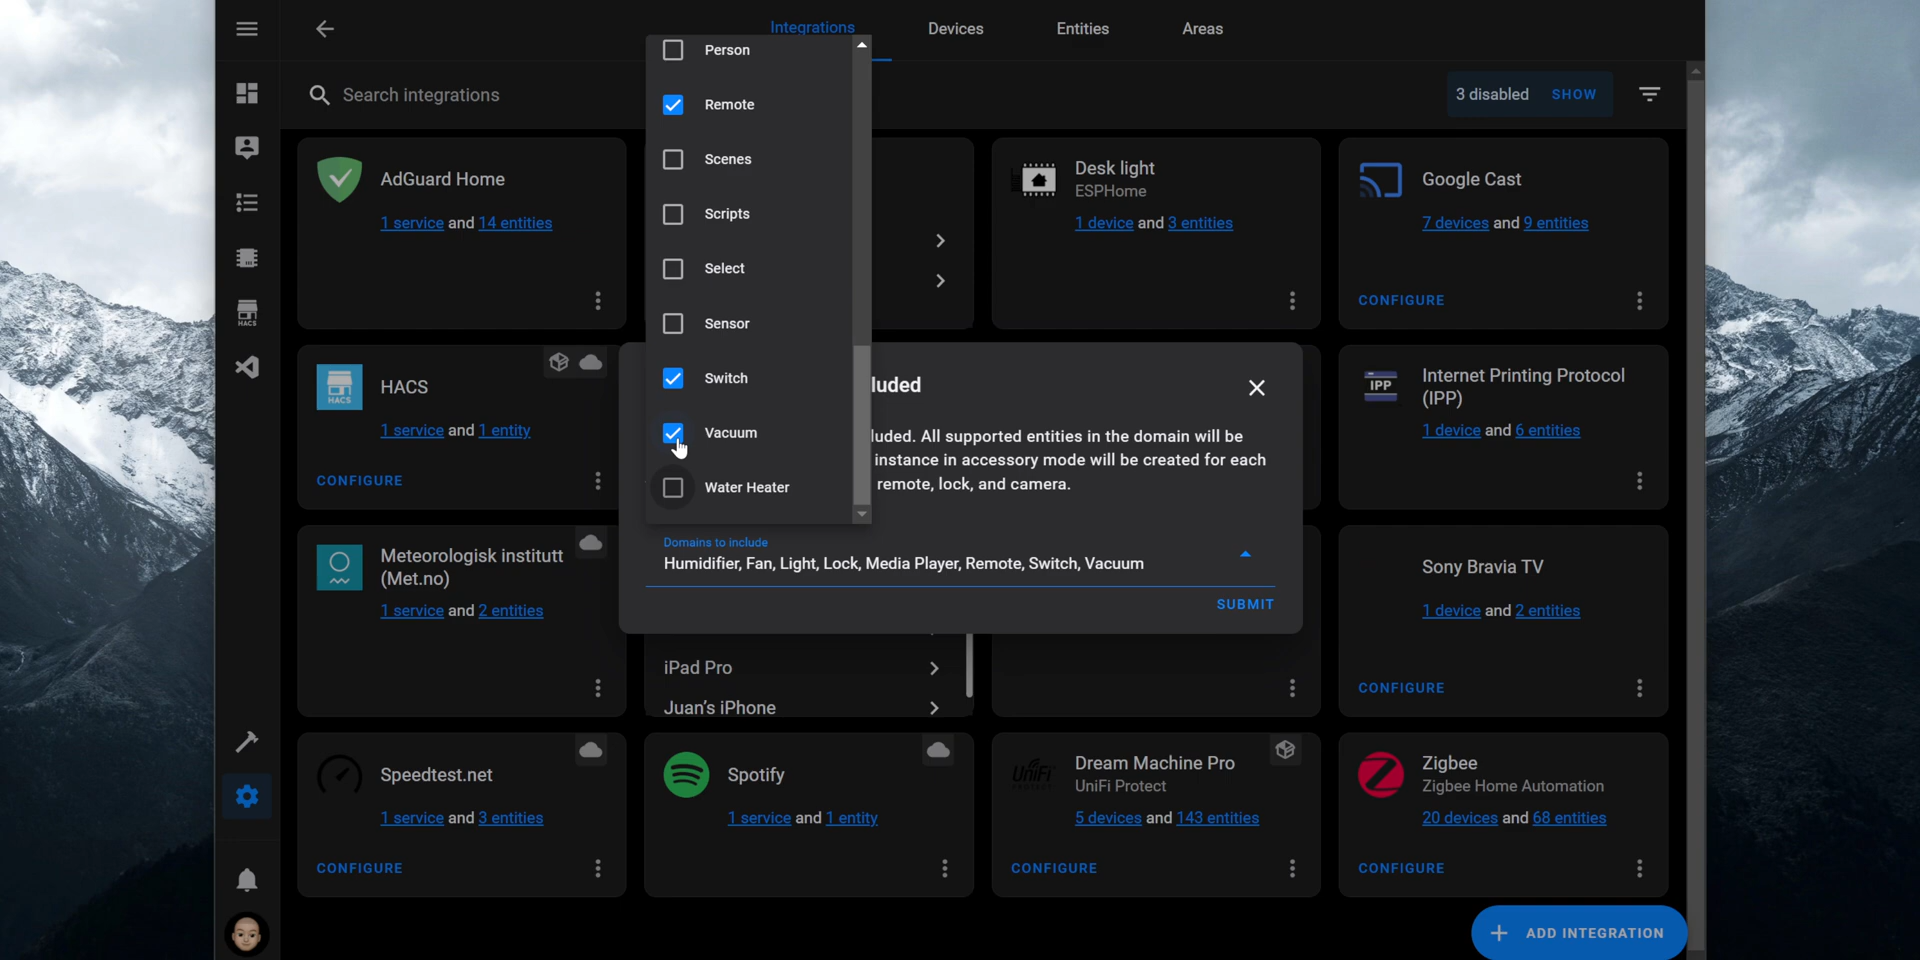 Integrations
Devices
Entities
Areas
Search integrations
3 disabled
SHOW
Person
Remote
Scenes
Scripts
Select
Sensor
Switch
Vacuum
Water Heater
AdGuard Home
1 service and 14 entities
Desk light
ESPHome
1 device and 3 entities
Google Cast
7 devices and 9 entities
CONFIGURE
HACS
HACS
HACS
1 service and 1 entity
CONFIGURE
luded
luded. All supported entities in the domain will be
instance in accessory mode will be created for each
remote, lock, and camera.
Domains to include
Humidifier, Fan, Light, Lock, Media Player, Remote, Switch, Vacuum
SUBMIT
IPP
Internet Printing Protocol
(IPP)
1 device and 6 entities
Meteorologisk institutt
(Met.no)
1 service and 2 entities
iPad Pro
Juan's iPhone
Sony Bravia TV
1 device and 2 entities
CONFIGURE
Speedtest.net
1 service and 3 entities
CONFIGURE
Spotify
1 service and 1 entity
UniFi
PROTECT
Dream Machine Pro
UniFi Protect
5 devices and 143 entities
CONFIGURE
Zigbee
Zigbee Home Automation
20 devices and 68 entities
CONFIGURE
ADD INTEGRATION